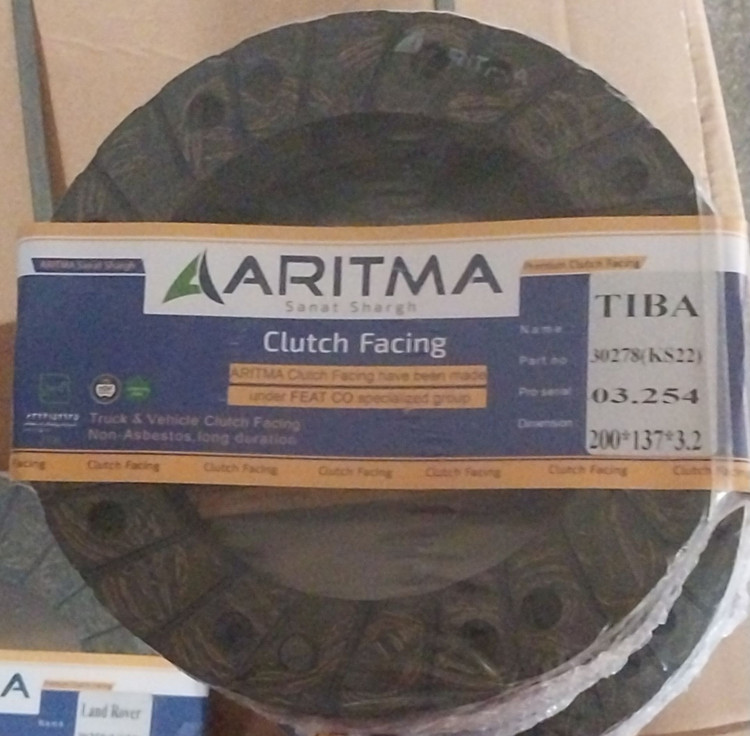 ARITMA
ARITMA Sanat Shargh
ARITMA
Sanat Shargh
Premium Clutch Facing
Clutch Facing
ARITMA Clutch Facing have been made
under FEAT CO specialized group
Truck & Vehicle Clutch Facing
Non-Asbestos, long duration
Name
TIBA
Part no
30278(KS22)
Pro serial
03.254
Dimension
200*137*3.2
acing Clutch Facing Clutch Facing Clutch Facing Clutch Facing Clutch Facing Clutch
A
Name
Land Rover